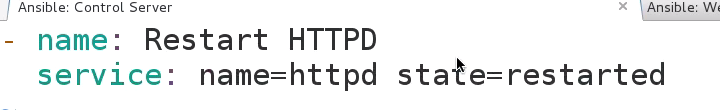 Ansible: Control Server × Ansible: We
- name: Restart HTTPD
service: name=httpd state=restarted